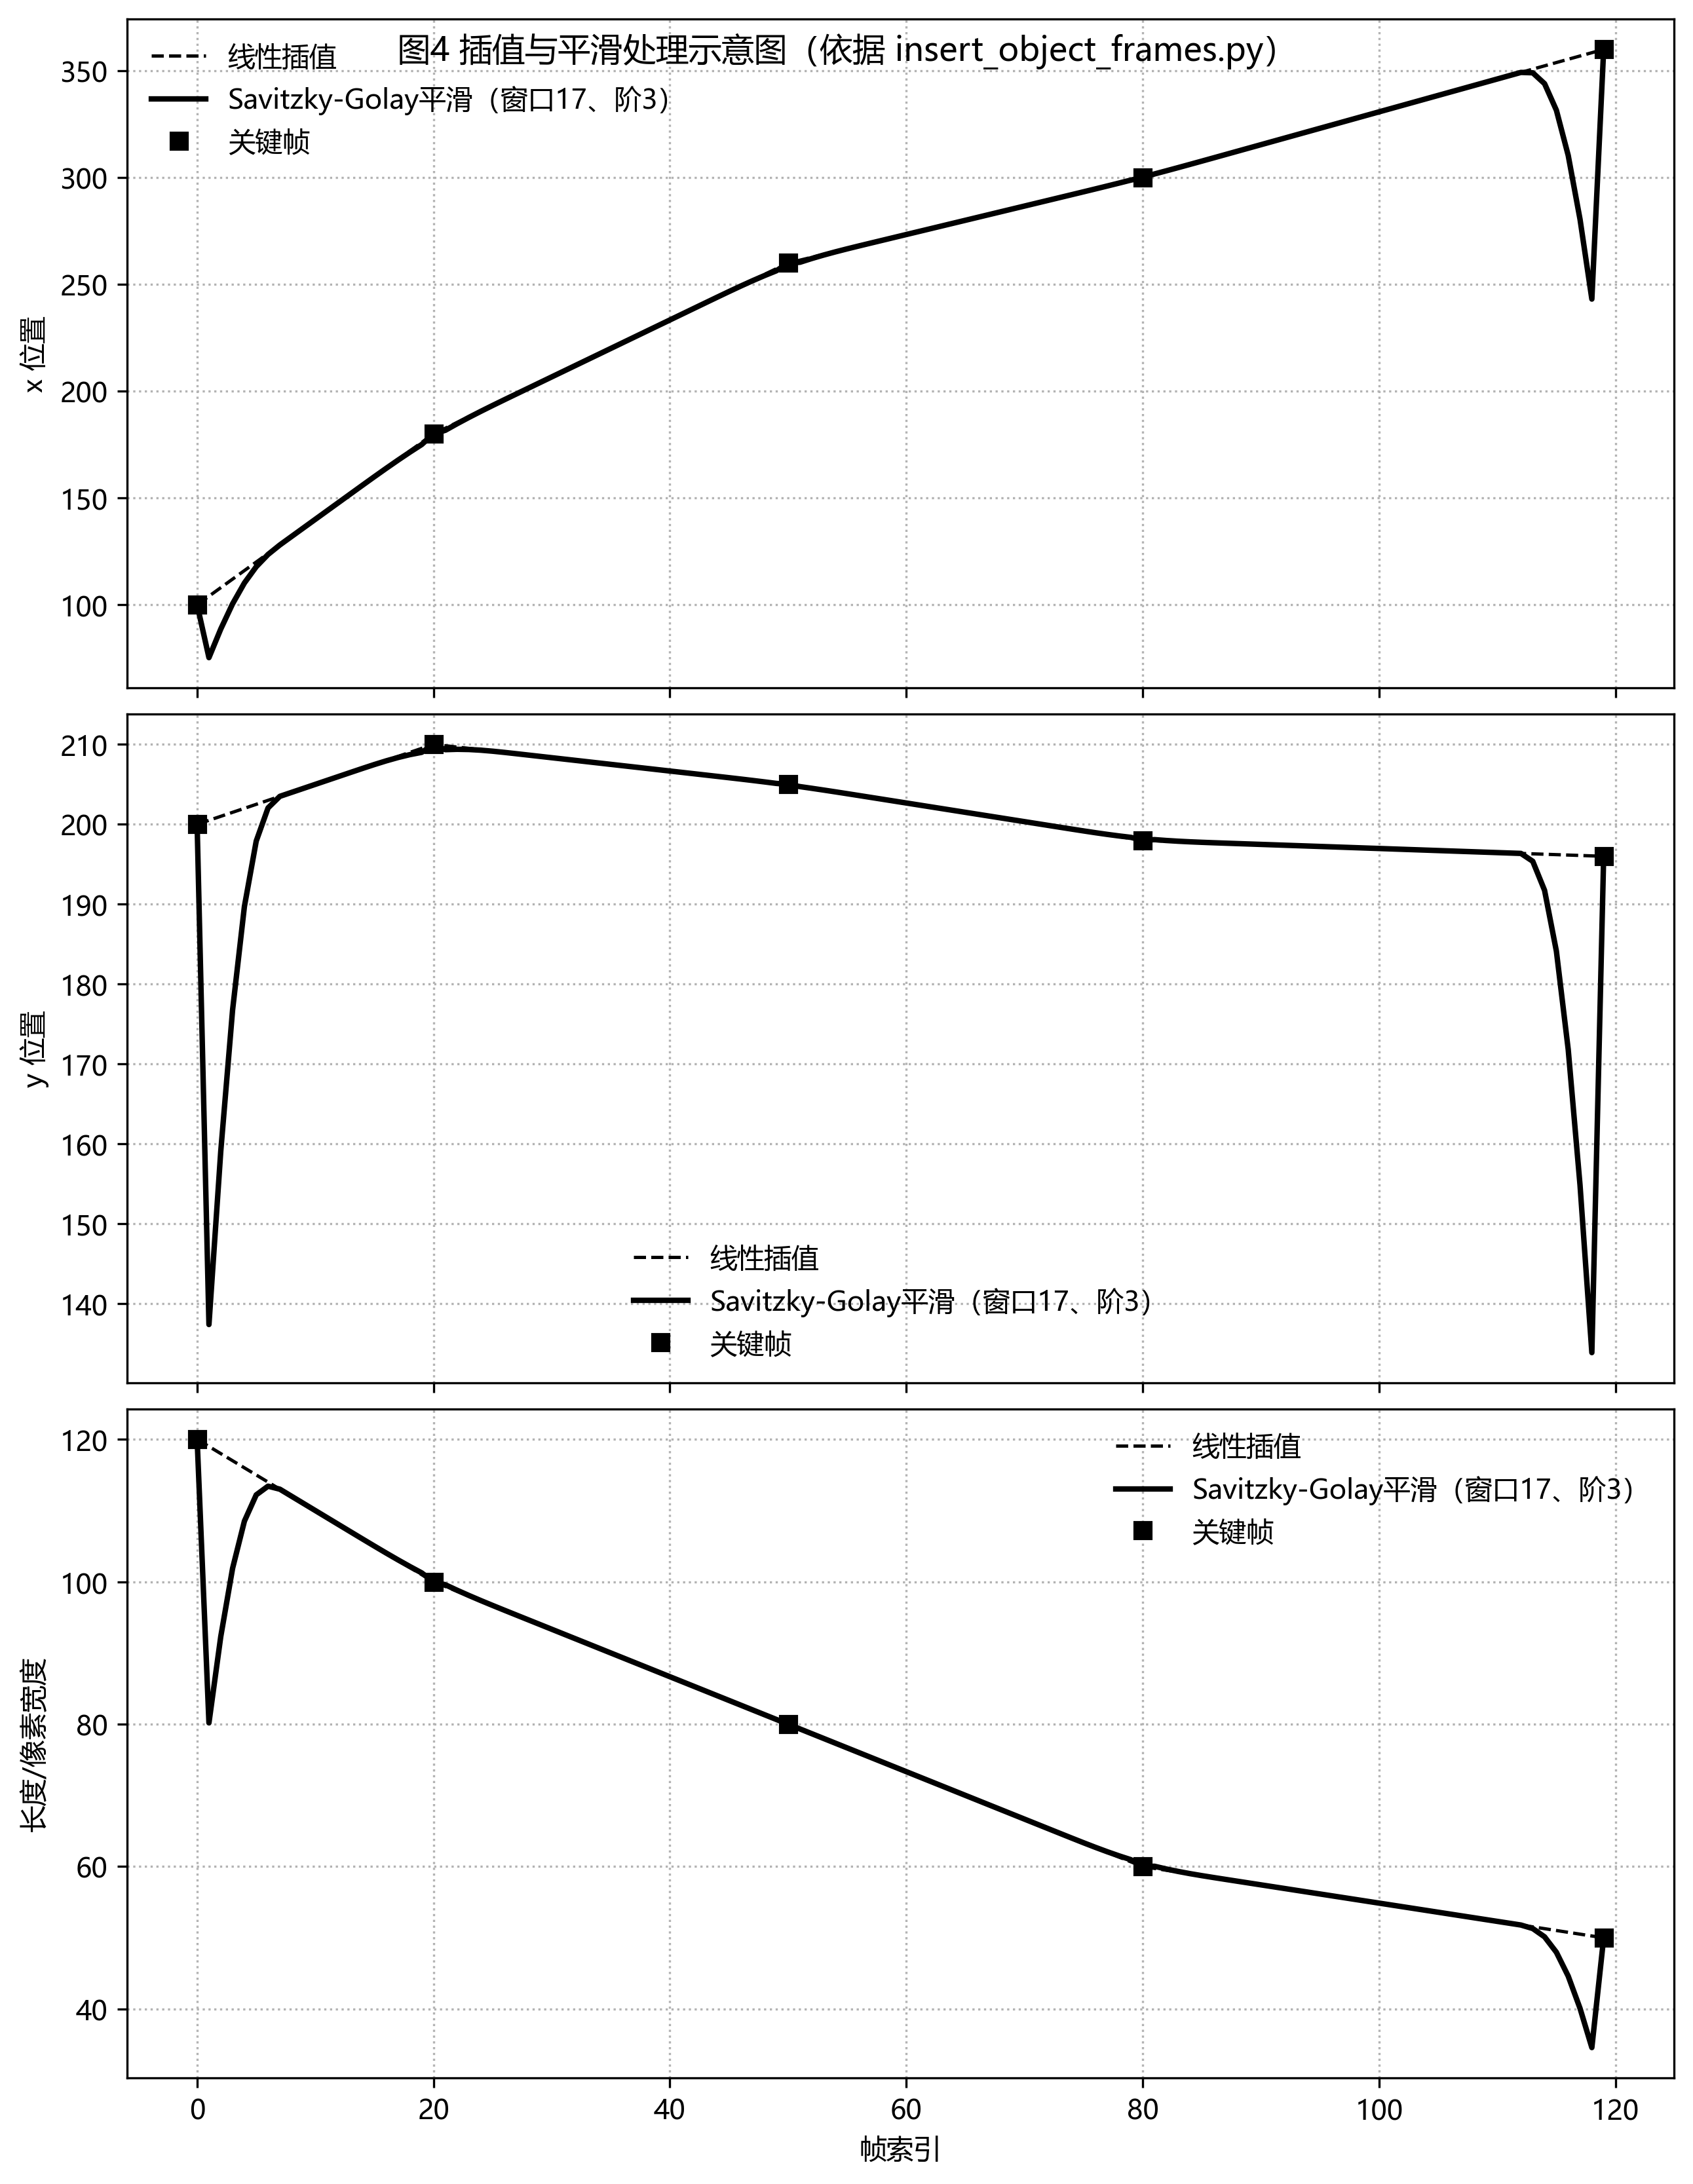 图4 插值与平滑处理示意图（依据 insert_object_frames.py）
线性插值
Savitzky-Golay平滑（窗口17、阶3）
关键帧
350
300
250
200
150
100
x 位置
210
200
190
180
170
160
150
140
y 位置
线性插值
Savitzky-Golay平滑（窗口17、阶3）
关键帧
120
100
80
60
40
长度/像素宽度
线性插值
Savitzky-Golay平滑（窗口17、阶3）
关键帧
0 20 40 60 80 100 120
帧索引